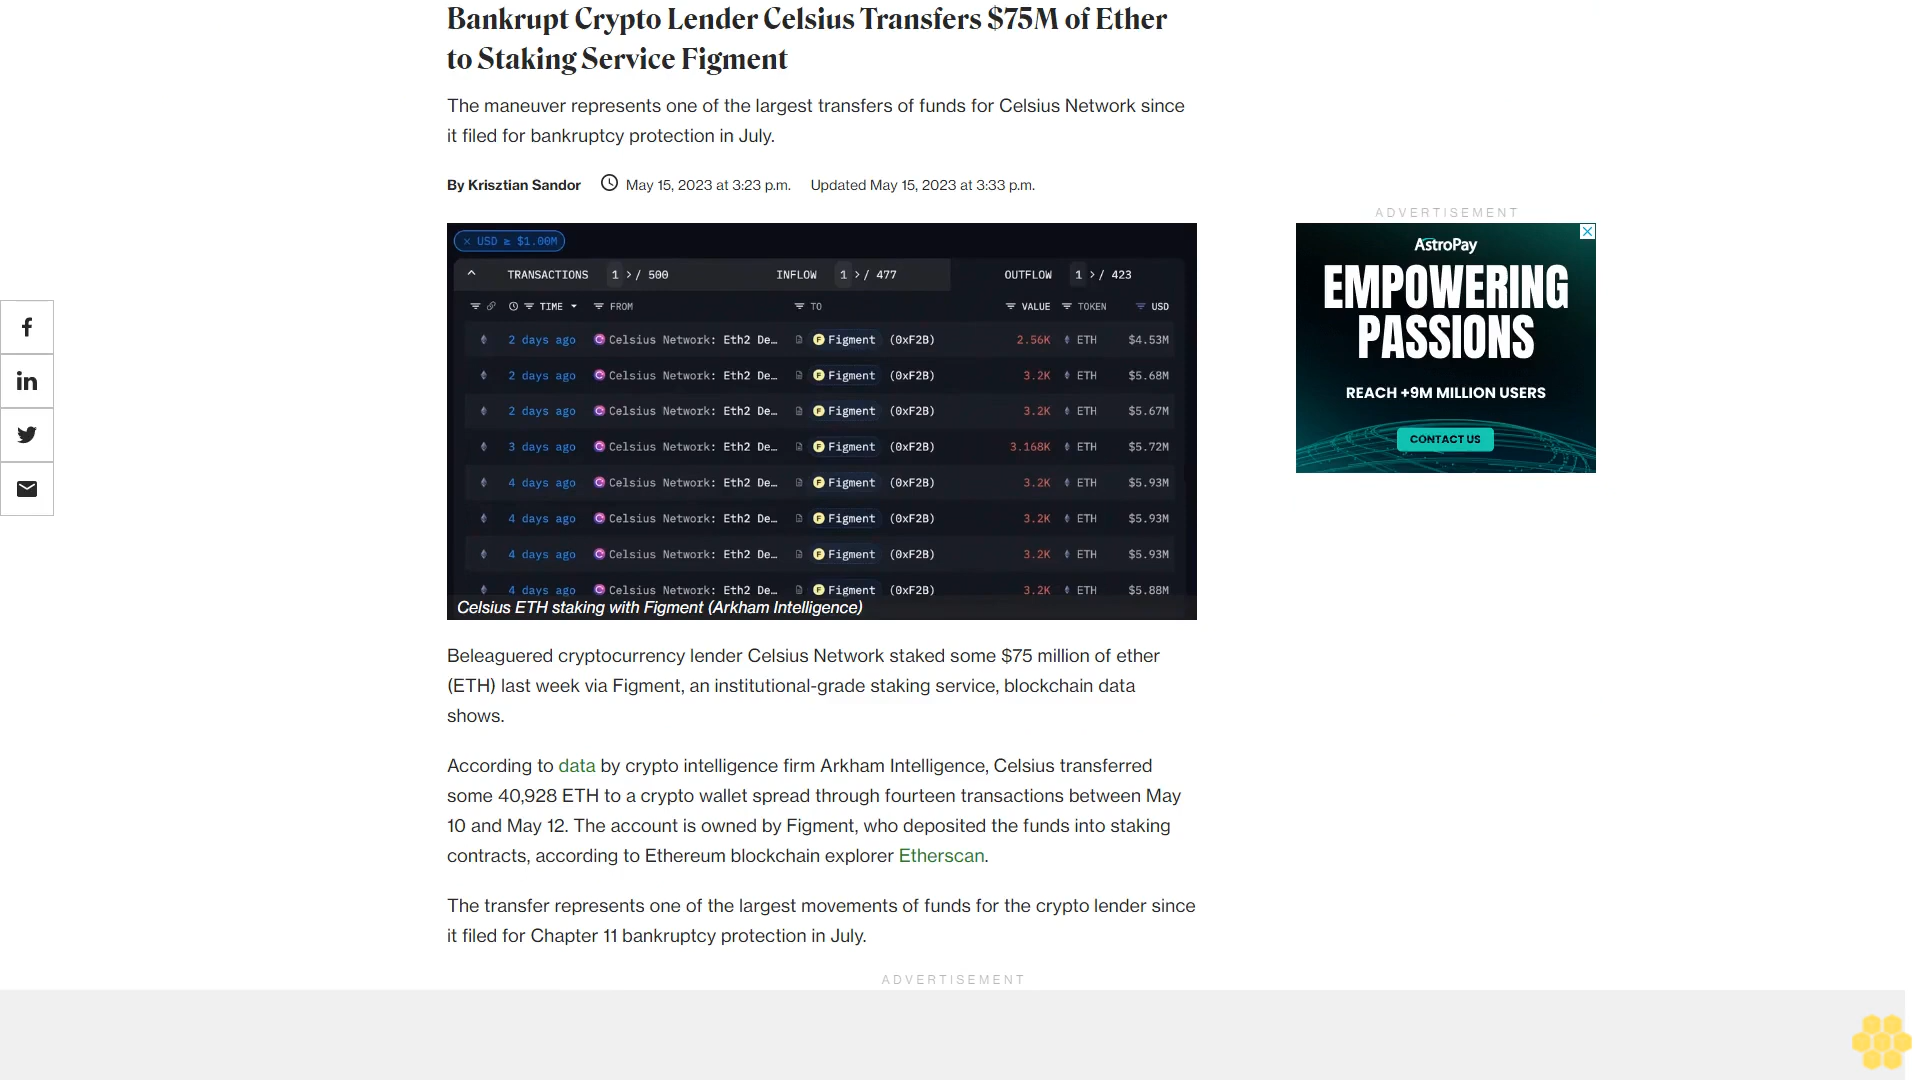 Bankrupt Crypto Lender Celsius Transfers $75M of Ether
to Staking Service Figment
The maneuver represents one of the largest transfers of funds for Celsius Network since
it filed for bankruptcy protection in July.
By Krisztian Sandor May 15, 2023 at 3:23 p.m. Updated May 15, 2023 at 3:33 p.m.
ADVERTISEMENT
× USD ≥ $1.00M
TRANSACTIONS 1 > / 500 INFLOW 1 > / 477 OUTFLOW 1 > / 423
TIME FROM TO VALUE TOKEN USD
2 days ago Celsius Network: Eth2 De… Figment (0xF2B) 2.56K ETH $4.53M
2 days ago Celsius Network: Eth2 De… Figment (0xF2B) 3.2K ETH $5.68M
2 days ago Celsius Network: Eth2 De… Figment (0xF2B) 3.2K ETH $5.67M
3 days ago Celsius Network: Eth2 De… Figment (0xF2B) 3.168K ETH $5.72M
4 days ago Celsius Network: Eth2 De… Figment (0xF2B) 3.2K ETH $5.93M
4 days ago Celsius Network: Eth2 De… Figment (0xF2B) 3.2K ETH $5.93M
4 days ago Celsius Network: Eth2 De… Figment (0xF2B) 3.2K ETH $5.93M
4 days ago Celsius Network: Eth2 De… Figment (0xF2B) 3.2K ETH $5.88M
Celsius ETH staking with Figment (Arkham Intelligence)
AstroPay
EMPOWERING
PASSIONS
REACH +9M MILLION USERS
CONTACT US
Beleaguered cryptocurrency lender Celsius Network staked some $75 million of ether
(ETH) last week via Figment, an institutional-grade staking service, blockchain data
shows.
According to data by crypto intelligence firm Arkham Intelligence, Celsius transferred
some 40,928 ETH to a crypto wallet spread through fourteen transactions between May
10 and May 12. The account is owned by Figment, who deposited the funds into staking
contracts, according to Ethereum blockchain explorer Etherscan.
The transfer represents one of the largest movements of funds for the crypto lender since
it filed for Chapter 11 bankruptcy protection in July.
ADVERTISEMENT